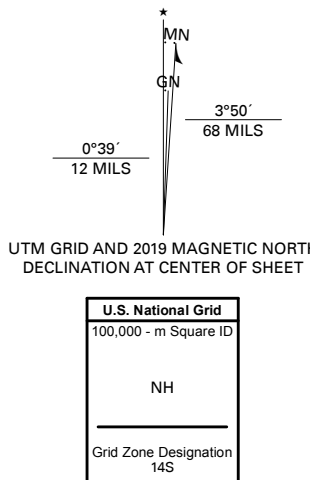 ★
MN
GN
3°50´
68 MILS
0°39´
12 MILS
UTM GRID AND 2019 MAGNETIC NORTH
DECLINATION AT CENTER OF SHEET
U.S. National Grid
100,000 - m Square ID
NH
Grid Zone Designation
14S